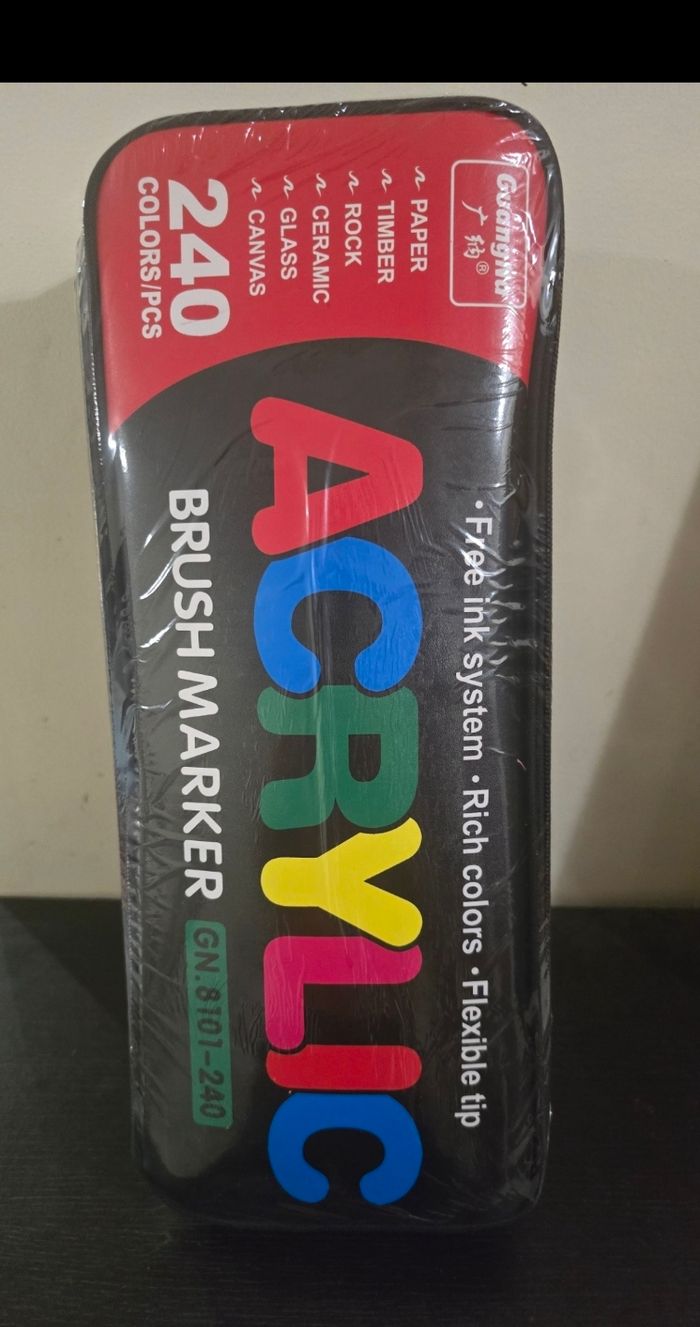 GuangNa
广纳®
~ PAPER
~ TIMBER
~ ROCK
~ CERAMIC
~ GLASS
~ CANVAS
240
COLORS/PCS
•Free ink system •Rich colors •Flexible tip
ACRYLIC
BRUSH MARKER GN.8101-240